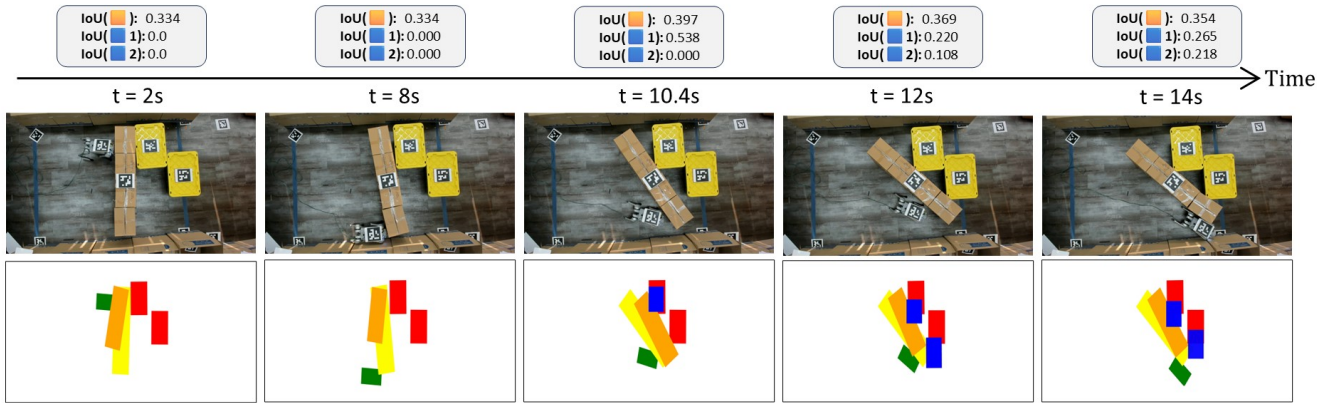 IoU( ): 0.334
IoU( 1): 0.0
IoU( 2): 0.0
IoU( ): 0.334
IoU( 1): 0.000
IoU( 2): 0.000
IoU( ): 0.397
IoU( 1): 0.538
IoU( 2): 0.000
IoU( ): 0.369
IoU( 1): 0.220
IoU( 2): 0.108
IoU( ): 0.354
IoU( 1): 0.265
IoU( 2): 0.218
Time
t = 2s
t = 8s
t = 10.4s
t = 12s
t = 14s